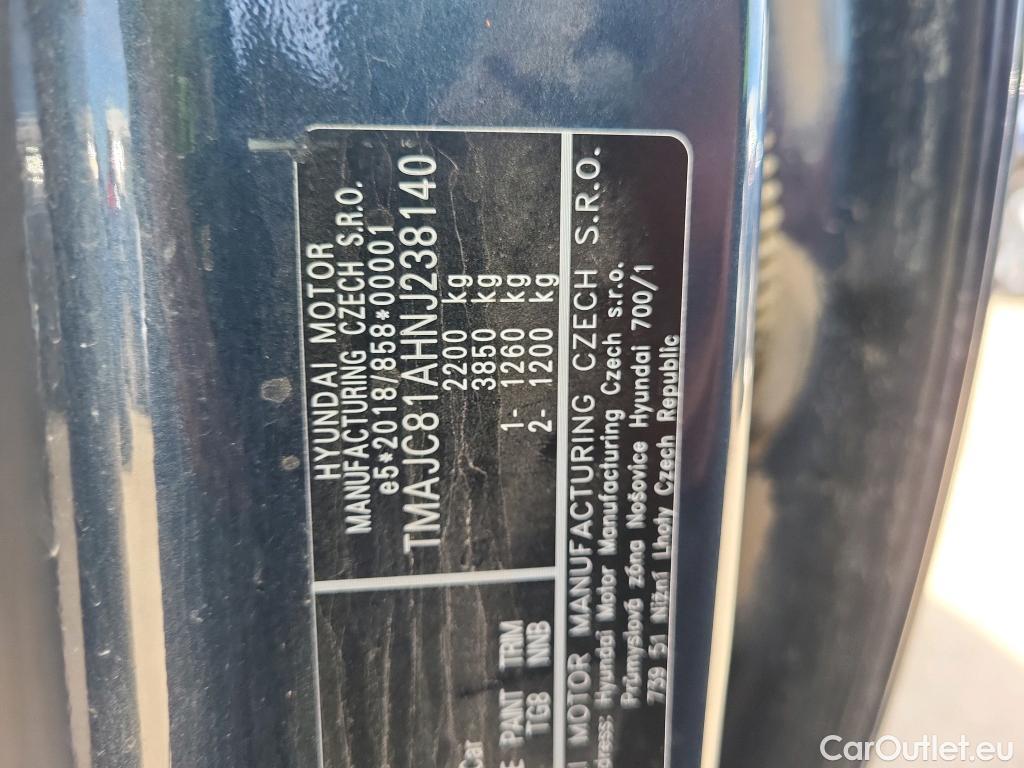 HYUNDAI MOTOR
MANUFACTURING CZECH S.R.O.
e5*2018/858*00001
TMAJC81AHNJ238140
2200 kg
3850 kg
1- 1260 kg
2- 1200 kg
Car
E PAINT TRIM
TG8 NNB
I MOTOR MANUFACTURING CZECH S.R.O.
ddress: Hyundai Motor Manufacturing Czech s.r.o.
Průmyslová zóna Nošovice Hyundai 700/1
739 51 Nižní Lhoty Czech Republic
CarOutlet.eu